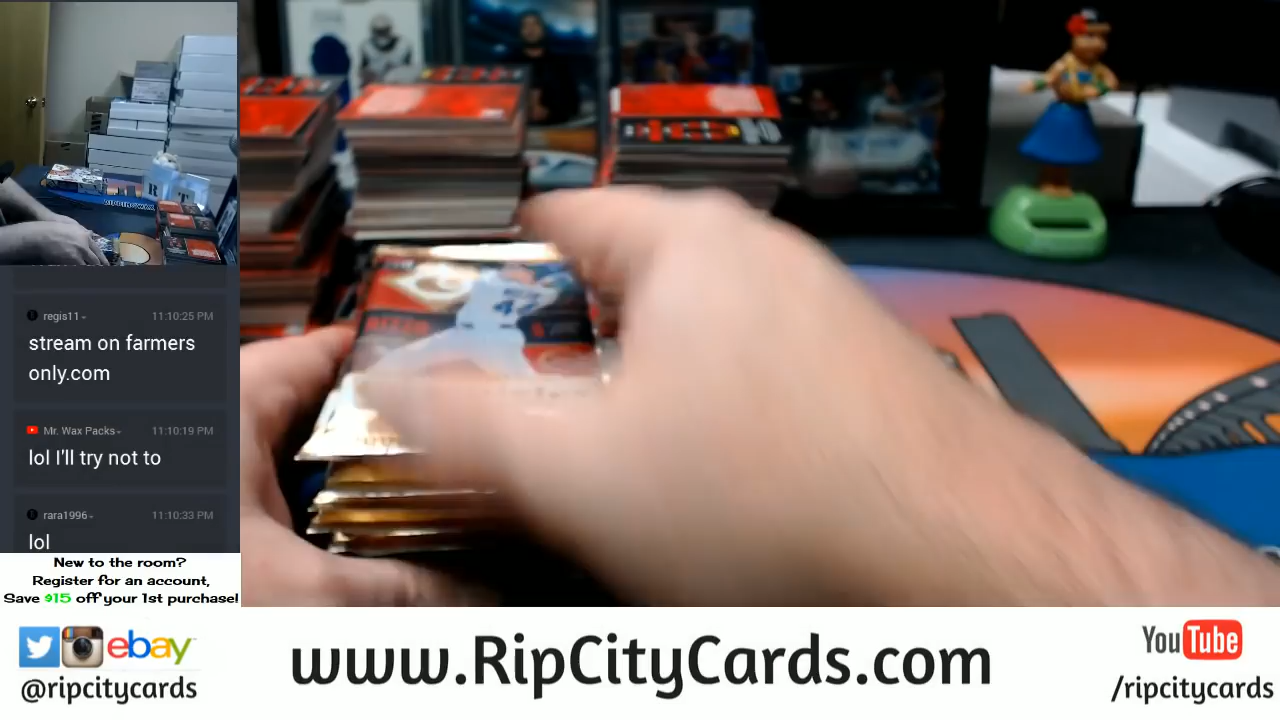 regis11
11:10:25 PM
stream on farmers
only.com
Mr. Wax Packs
11:10:19 PM
lol I'll try not to
rara1996
11:10:33 PM
lol
New to the room?
Register for an account,
Save $15 off your 1st purchase!
ebay
@ripcitycards
www.RipCityCards.com
YouTube
/ripcitycards
42